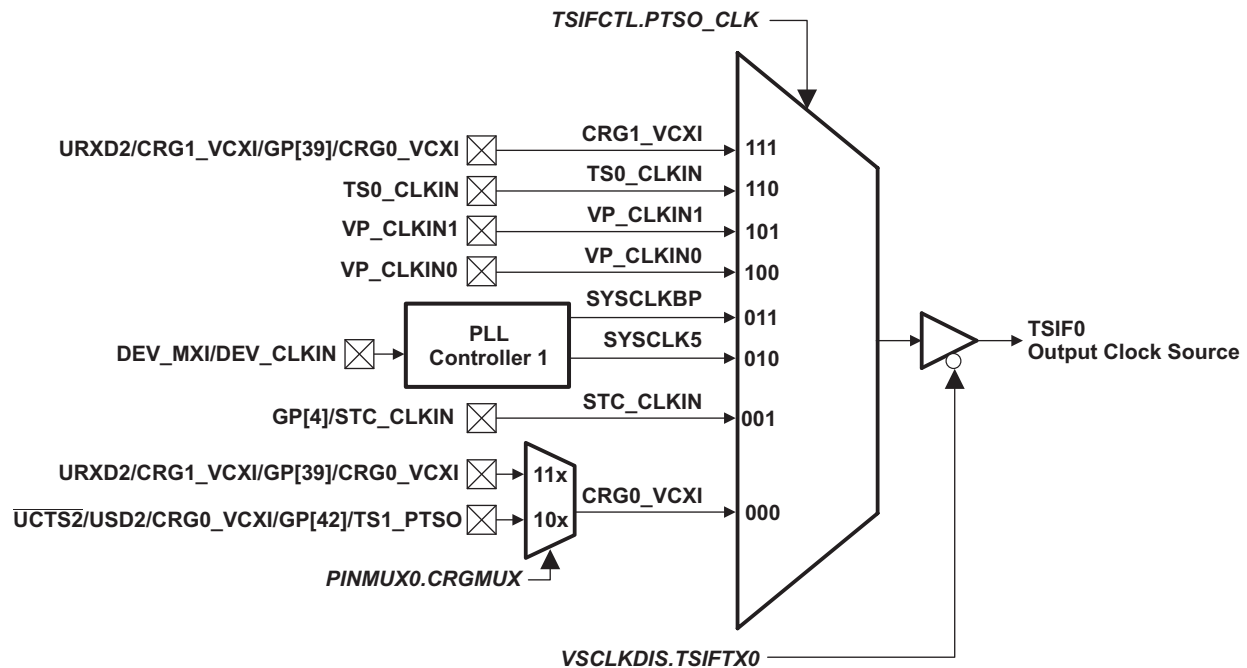 TSIFCTL.PTSO_CLK
URXD2/CRG1_VCXI/GP[39]/CRG0_VCXI
CRG1_VCXI
111
TS0_CLKIN
TS0_CLKIN
110
VP_CLKIN1
VP_CLKIN1
101
VP_CLKIN0
VP_CLKIN0
100
SYSCLKBP
011
DEV_MXI/DEV_CLKIN
PLL
Controller 1
SYSCLK5
010
TSIF0
Output Clock Source
GP[4]/STC_CLKIN
STC_CLKIN
001
URXD2/CRG1_VCXI/GP[39]/CRG0_VCXI
11x
CRG0_VCXI
000
UCTS2/USD2/CRG0_VCXI/GP[42]/TS1_PTSO
10x
PINMUX0.CRGMUX
VSCLKDIS.TSIFTX0